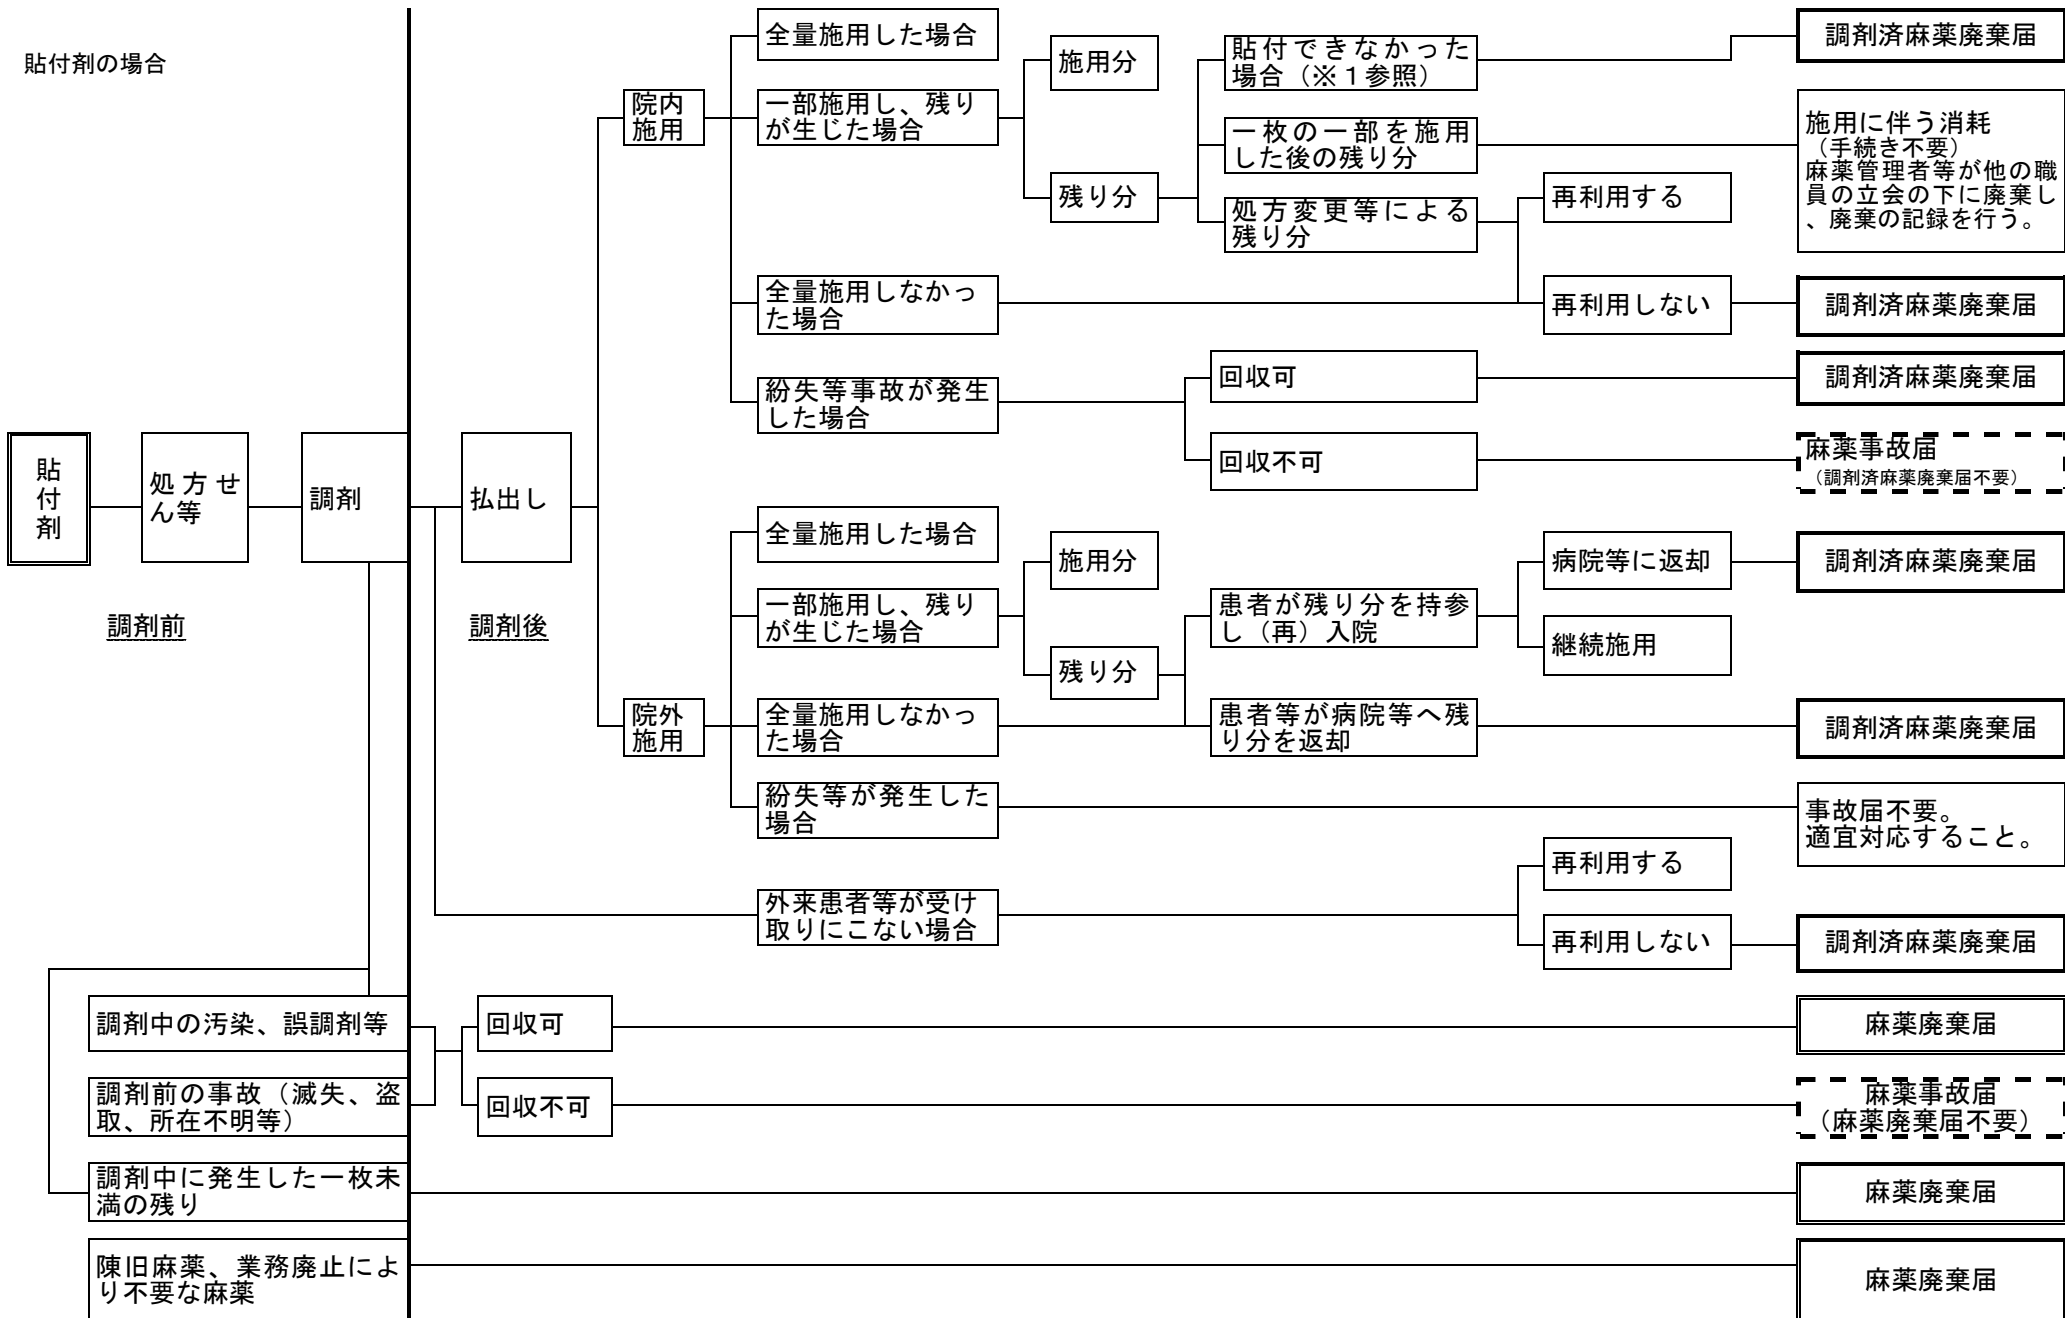 貼付剤の場合
貼
付
剤
処方せ
ん等
調剤
調剤前
払出し
調剤後
院内
施用
全量施用した場合
一部施用し、残り
が生じた場合
施用分
残り分
貼付できなかった
場合（※１参照）
調剤済麻薬廃棄届
一枚の一部を施用
した後の残り分
施用に伴う消耗
（手続き不要）
麻薬管理者等が他の職
員の立会の下に廃棄し
、廃棄の記録を行う。
処方変更等による
残り分
再利用する
全量施用しなかっ
た場合
再利用しない
調剤済麻薬廃棄届
紛失等事故が発生
した場合
回収可
調剤済麻薬廃棄届
回収不可
麻薬事故届
（調剤済麻薬廃棄届不要）
院外
施用
全量施用した場合
一部施用し、残り
が生じた場合
施用分
残り分
患者が残り分を持参
し（再）入院
病院等に返却
調剤済麻薬廃棄届
継続施用
全量施用しなかっ
た場合
患者等が病院等へ残
り分を返却
調剤済麻薬廃棄届
紛失等が発生した
場合
事故届不要。
適宜対応すること。
外来患者等が受け
取りにこない場合
再利用する
再利用しない
調剤済麻薬廃棄届
調剤中の汚染、誤調剤等
回収可
麻薬廃棄届
調剤前の事故（滅失、盗
取、所在不明等）
回収不可
麻薬事故届
（麻薬廃棄届不要）
調剤中に発生した一枚未
満の残り
麻薬廃棄届
陳旧麻薬、業務廃止によ
り不要な麻薬
麻薬廃棄届